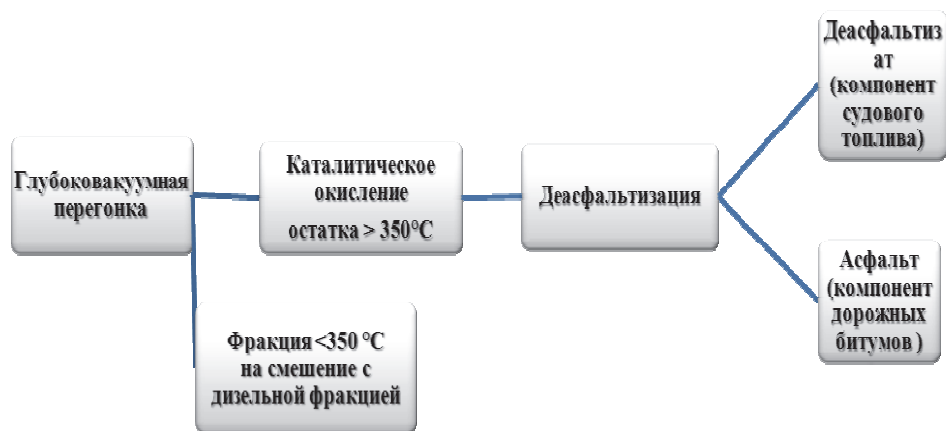 Глубоковакуумная
перегонка
Каталитическое
окисление
остатка > 350°С
Фракция <350 °С
на смешение с
дизельной фракцией
Деасфальтизация
Деасфальтиз
ат
(компонент
судового
топлива)
Асфальт
(компонент
дорожных
битумов )